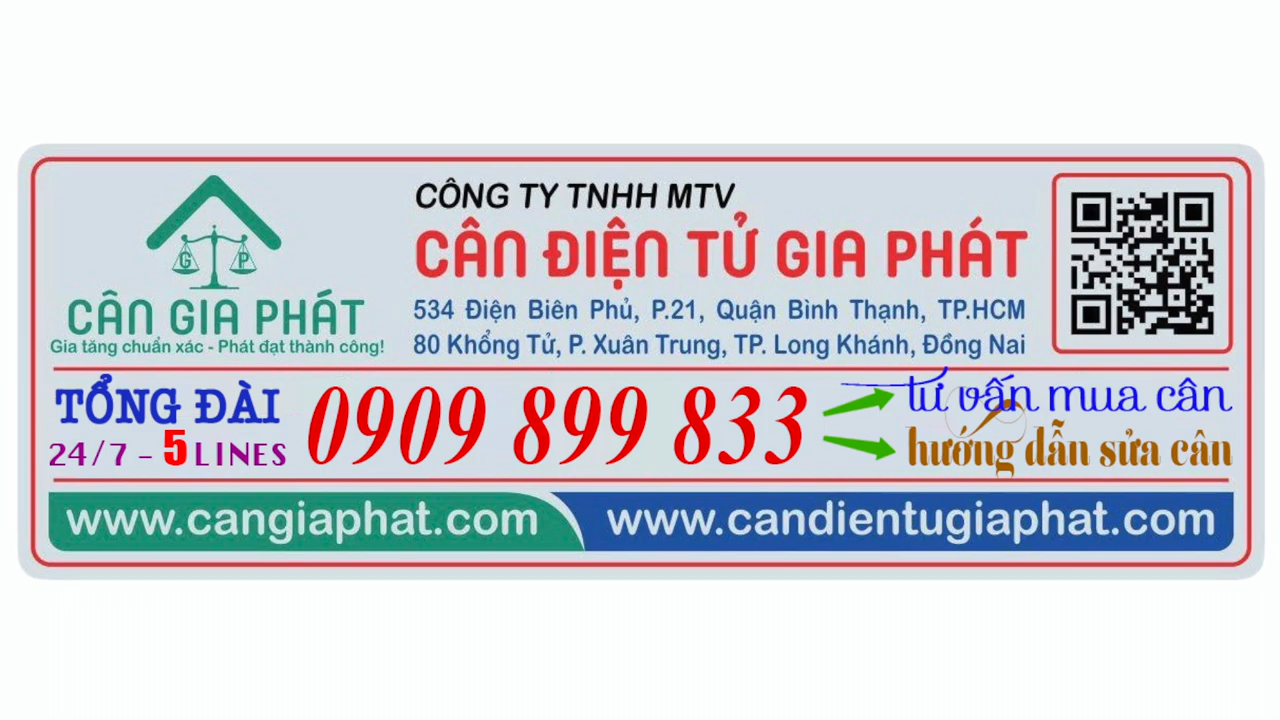 CÔNG TY TNHH MTV
CÂN ĐIỆN TỬ GIA PHÁT
534 Điện Biên Phủ, P.21, Quận Bình Thạnh, TP.HCM
80 Khổng Tử, P. Xuân Trung, TP. Long Khánh, Đồng Nai
G P
CÂN GIA PHÁT
Gia tăng chuẩn xác - Phát đạt thành công!
TỔNG ĐÀI
24/7 - 5 LINES
0909 899 833
tư vấn mua cân
hướng dẫn sửa cân
www.cangiaphat.com
www.candientugiaphat.com